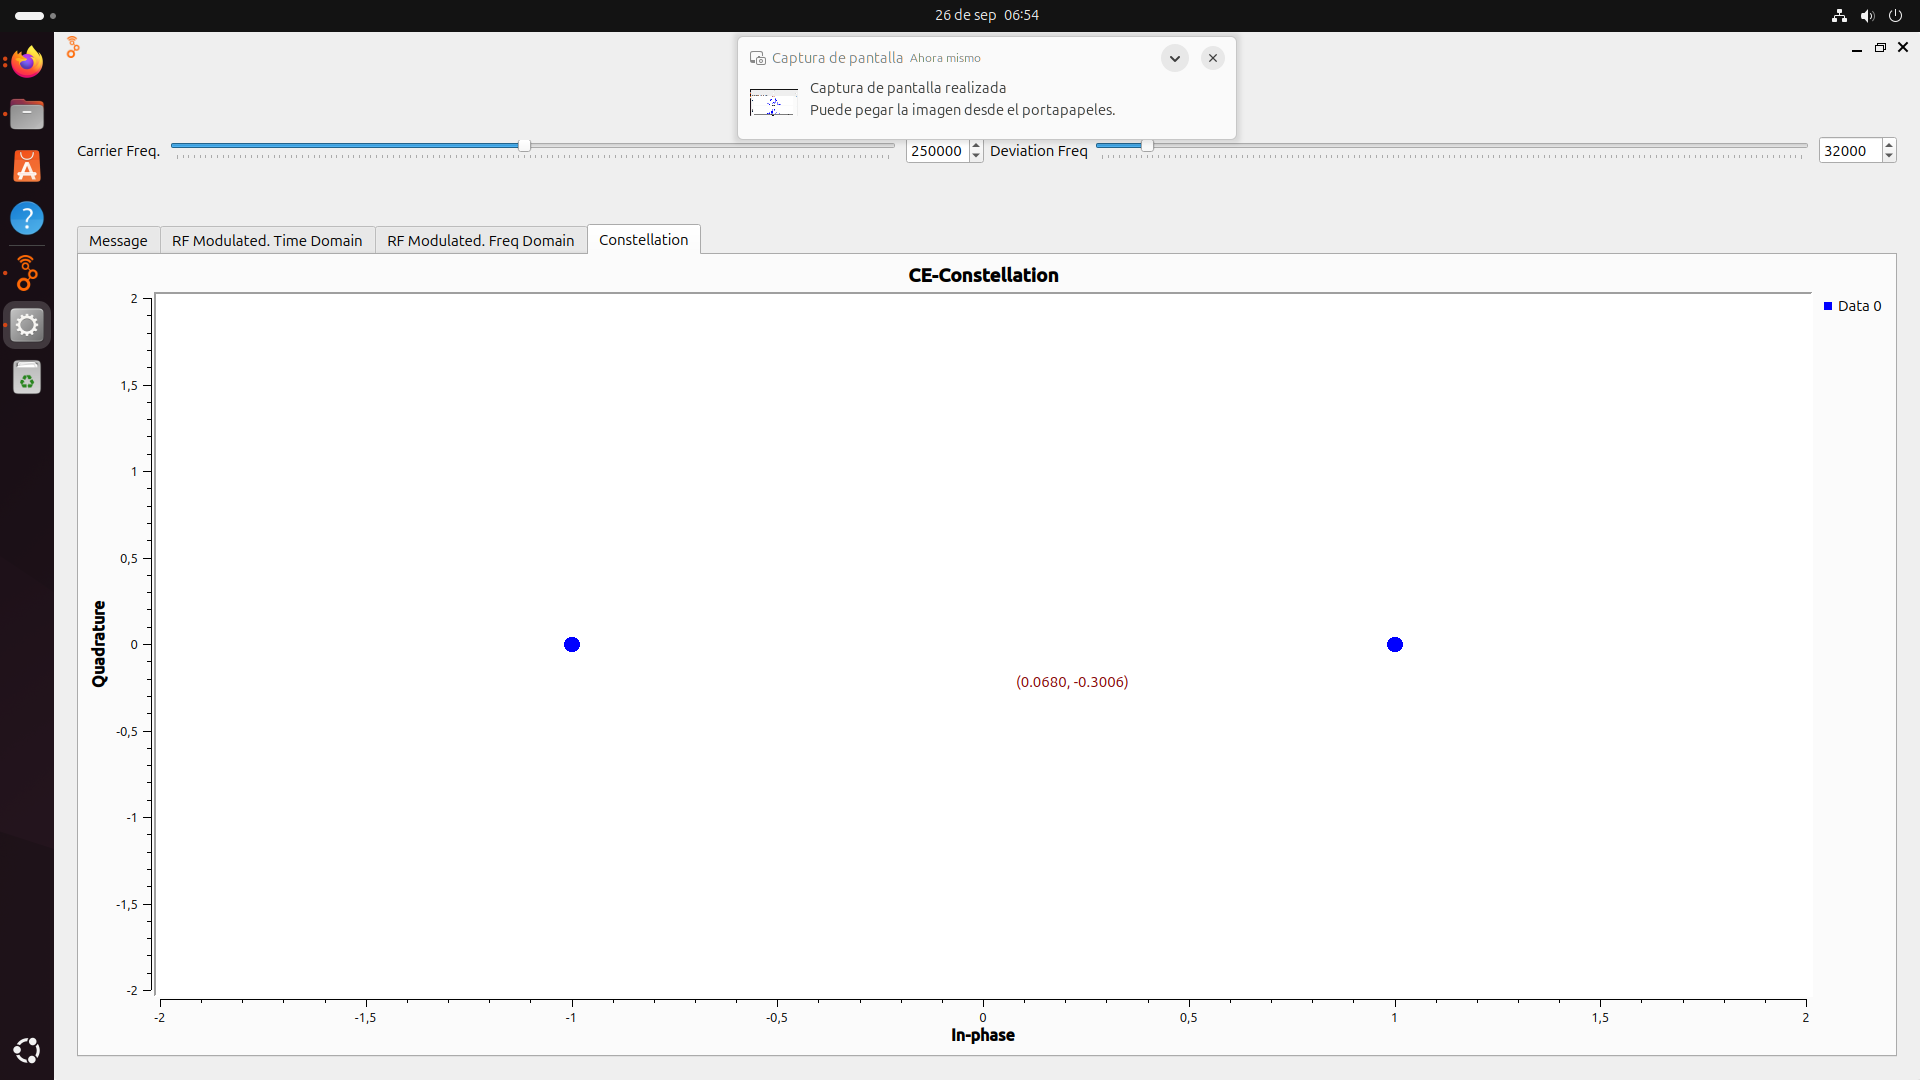 26 de sep 06:54
Captura de pantalla Ahora mismo
Captura de pantalla realizada
Puede pegar la imagen desde el portapapeles.
Carrier Freq.
250000
Deviation Freq
32000
Message
RF Modulated. Time Domain
RF Modulated. Freq Domain
Constellation
CE-Constellation
Data 0
2
1,5
1
0,5
0
-0,5
-1
-1,5
-2
Quadrature
(0.0680, -0.3006)
-2
-1,5
-1
-0,5
0
0,5
1
1,5
2
In-phase